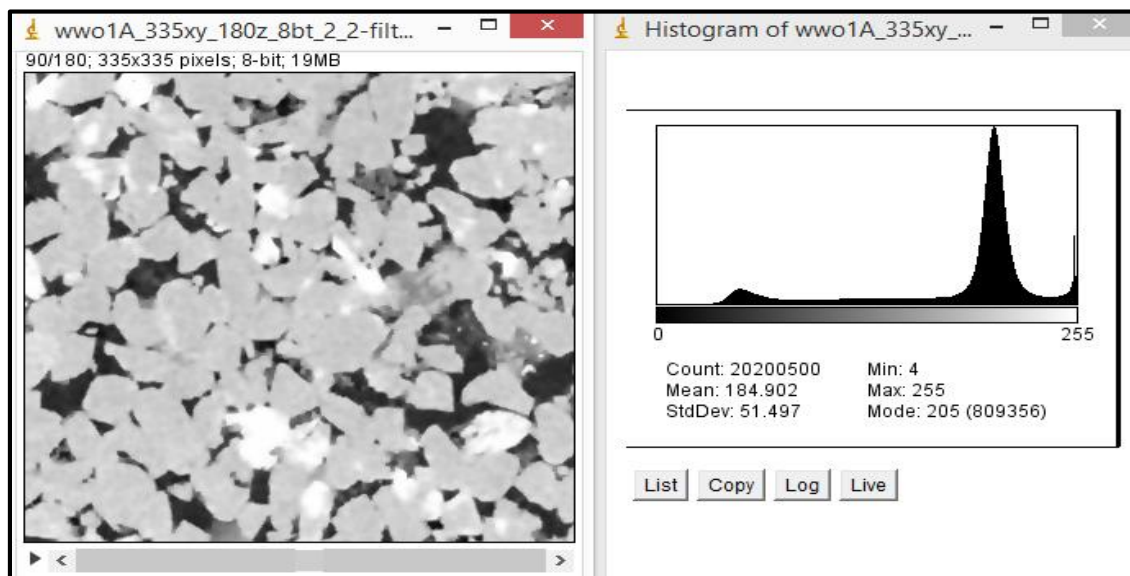 wwo1A_335xy_180z_8bt_2_2-filt...
90/180; 335x335 pixels; 8-bit; 19MB
Histogram of wwo1A_335xy_...
0 255
Count: 20200500 Min: 4
Mean: 184.902 Max: 255
StdDev: 51.497 Mode: 205 (809356)
List Copy Log Live